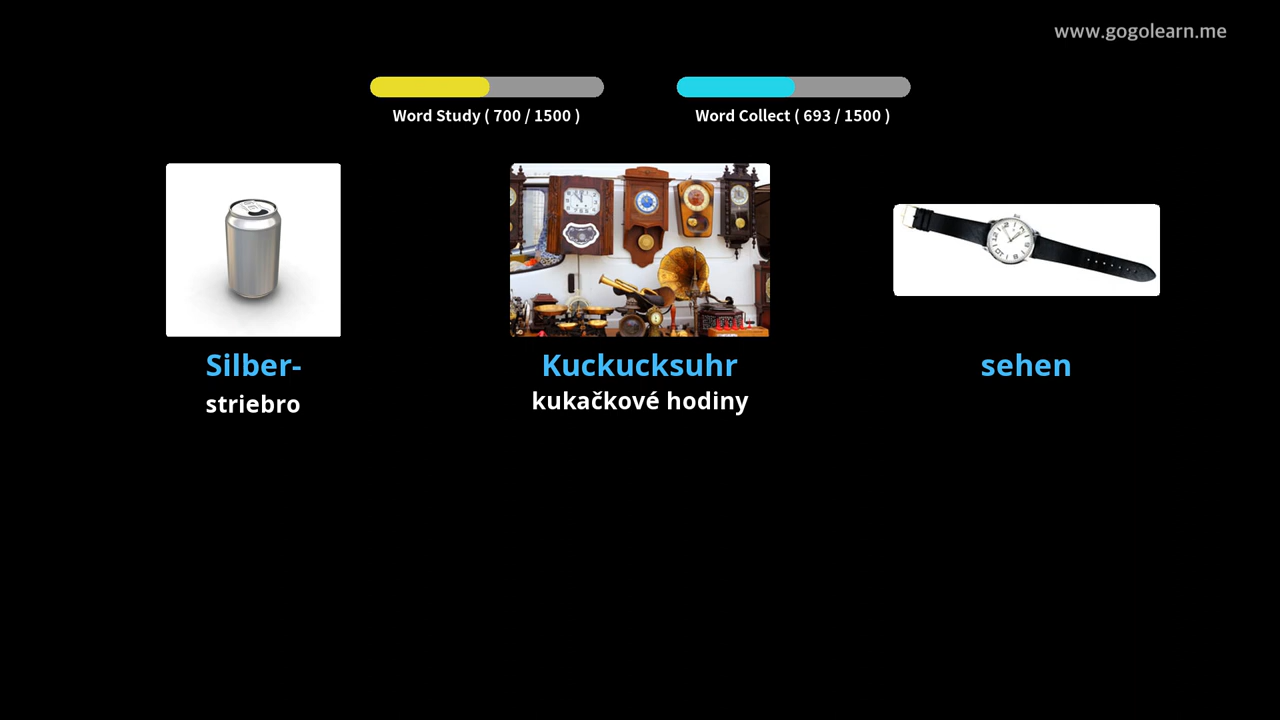 www.gogolearn.me
Word Study ( 700 / 1500 )
Word Collect ( 693 / 1500 )
Silber-
striebro
Kuckucksuhr
kukačkové hodiny
sehen